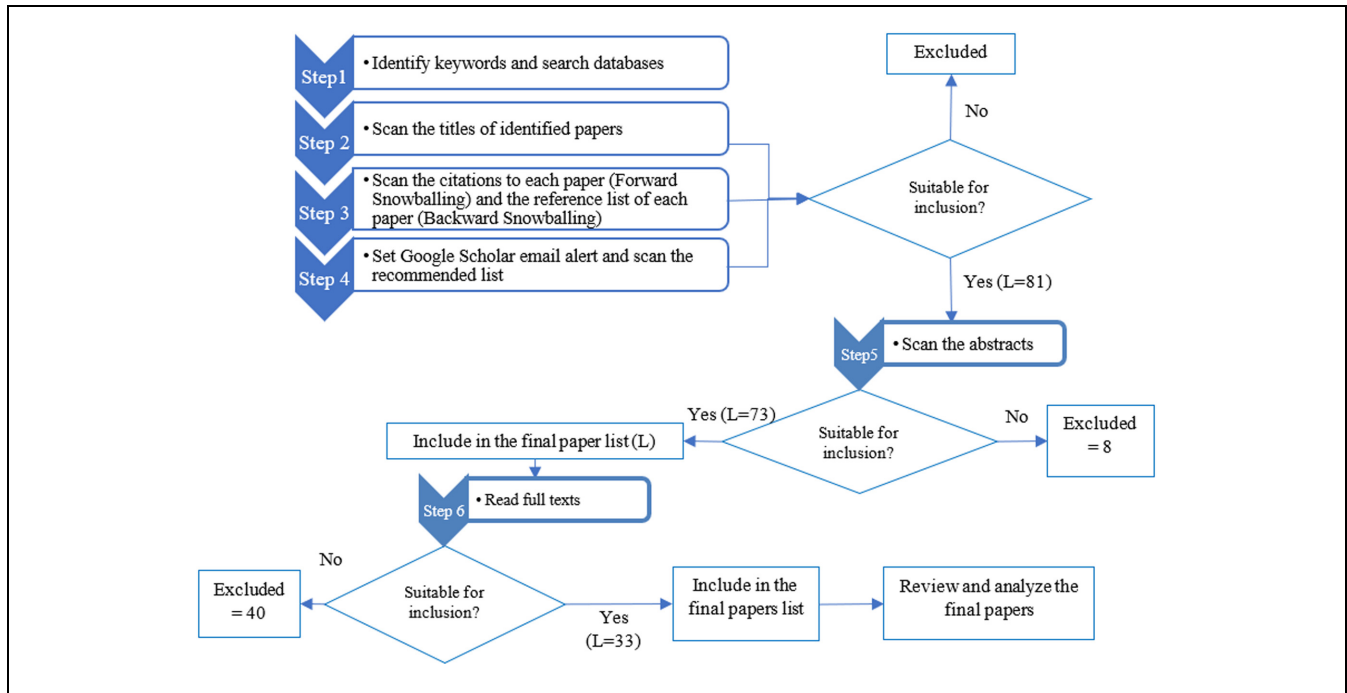 Step1
• Identify keywords and search databases
Step 2
• Scan the titles of identified papers
Step 3
• Scan the citations to each paper (Forward
Snowballing) and the reference list of each
paper (Backward Snowballing)
Step 4
• Set Google Scholar email alert and scan the
recommended list
Excluded
No
Suitable for
inclusion?
Yes (L=81)
Step5
• Scan the abstracts
Suitable for
inclusion?
No
Excluded
= 8
Yes (L=73)
Include in the final paper list (L)
Step 6
• Read full texts
Suitable for
inclusion?
No
Excluded
= 40
Yes
(L=33)
Include in the
final papers list
Review and analyze the
final papers